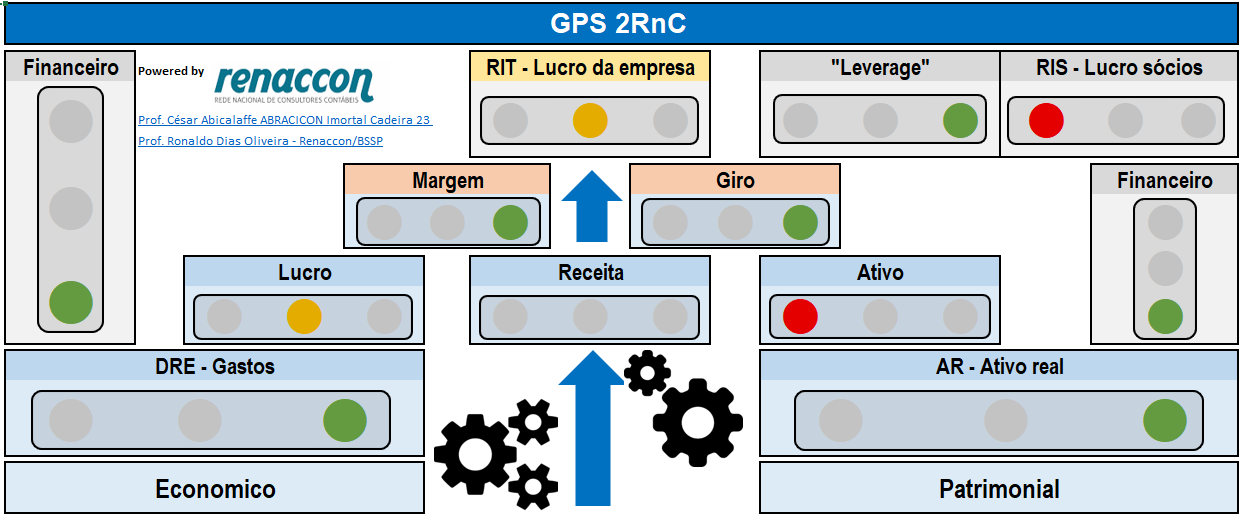 GPS 2RnC
Financeiro
Powered by
renaccon
REDE NACIONAL DE CONSULTORES CONTÁBEIS
Prof. César Abicalaffe ABRACICON Imortal Cadeira 23
Prof. Ronaldo Dias Oliveira - Renaccon/BSSP
RIT - Lucro da empresa
"Leverage"
RIS - Lucro sócios
Margem
Giro
Financeiro
Lucro
Receita
Ativo
DRE - Gastos
AR - Ativo real
Economico
Patrimonial